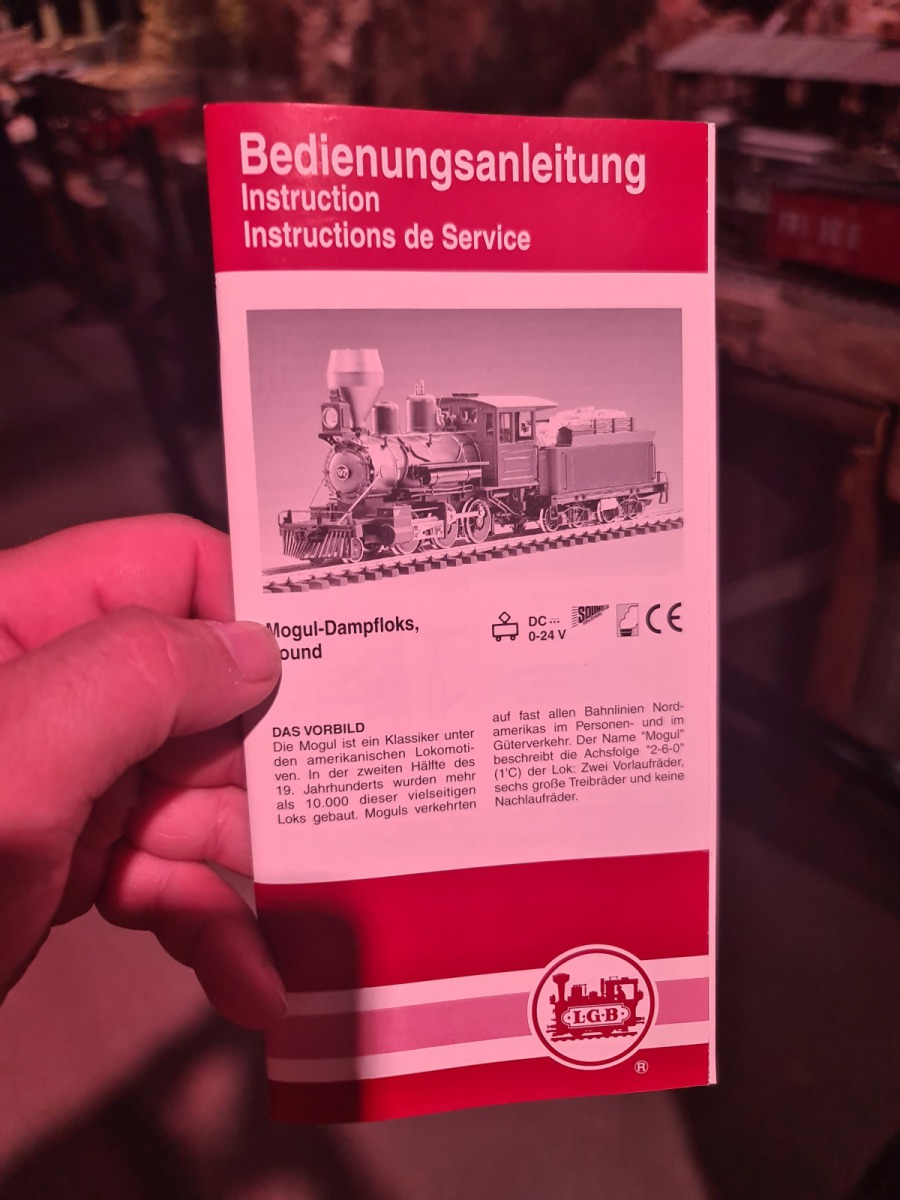 Bedienungsanleitung
Instruction
Instructions de Service
Mogul-Dampfloks,
ound
DC
0-24 V
SOUND
CE
DAS VORBILD
Die Mogul ist ein Klassiker unter
den amerikanischen Lokomoti-
ven. In der zweiten Hälfte des
19. Jahrhunderts wurden mehr
als 10.000 dieser vielseitigen
Loks gebaut. Moguls verkehrten
auf fast allen Bahnlinien Nord-
amerikas im Personen- und im
Güterverkehr. Der Name "Mogul"
beschreibt die Achsfolge "2-6-0"
(1'C) der Lok: Zwei Vorlaufräder,
sechs große Treibräder und keine
Nachlaufräder.
L·G·B
®